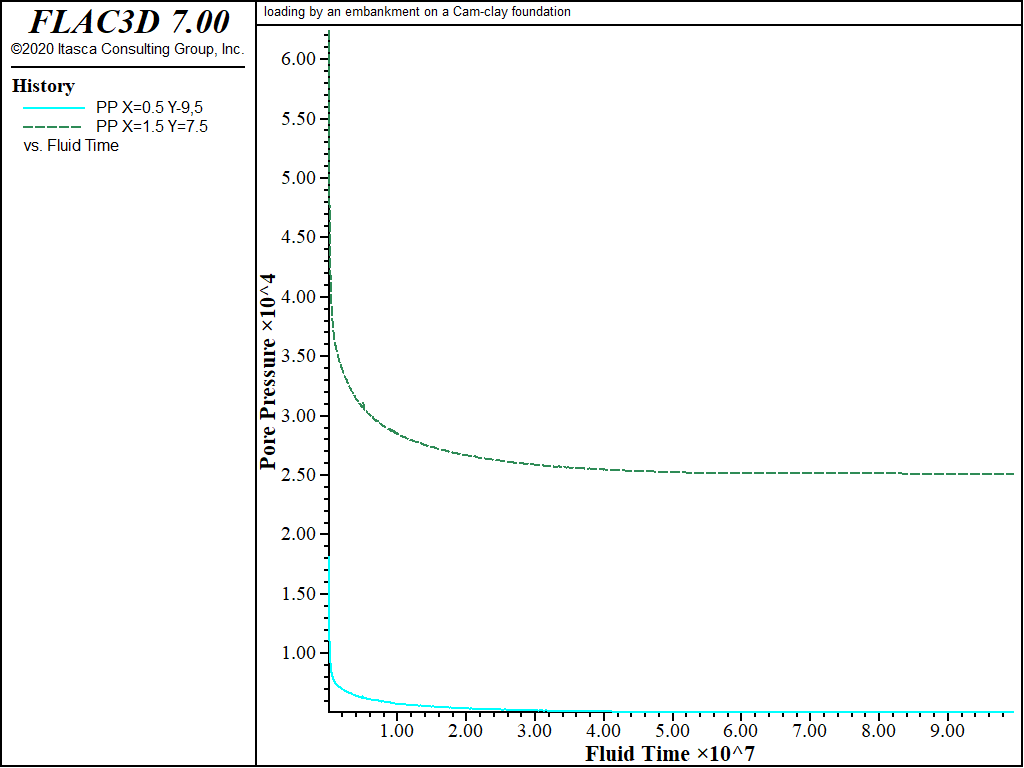 FLAC3D 7.00
©2020 Itasca Consulting Group, Inc.
History
PP X=0.5 Y-9,5
PP X=1.5 Y=7.5
vs. Fluid Time
loading by an embankment on a Cam-clay foundation
Pore Pressure ×10^4
6.00
5.50
5.00
4.50
4.00
3.50
3.00
2.50
2.00
1.50
1.00
1.00 2.00 3.00 4.00 5.00 6.00 7.00 8.00 9.00
Fluid Time ×10^7